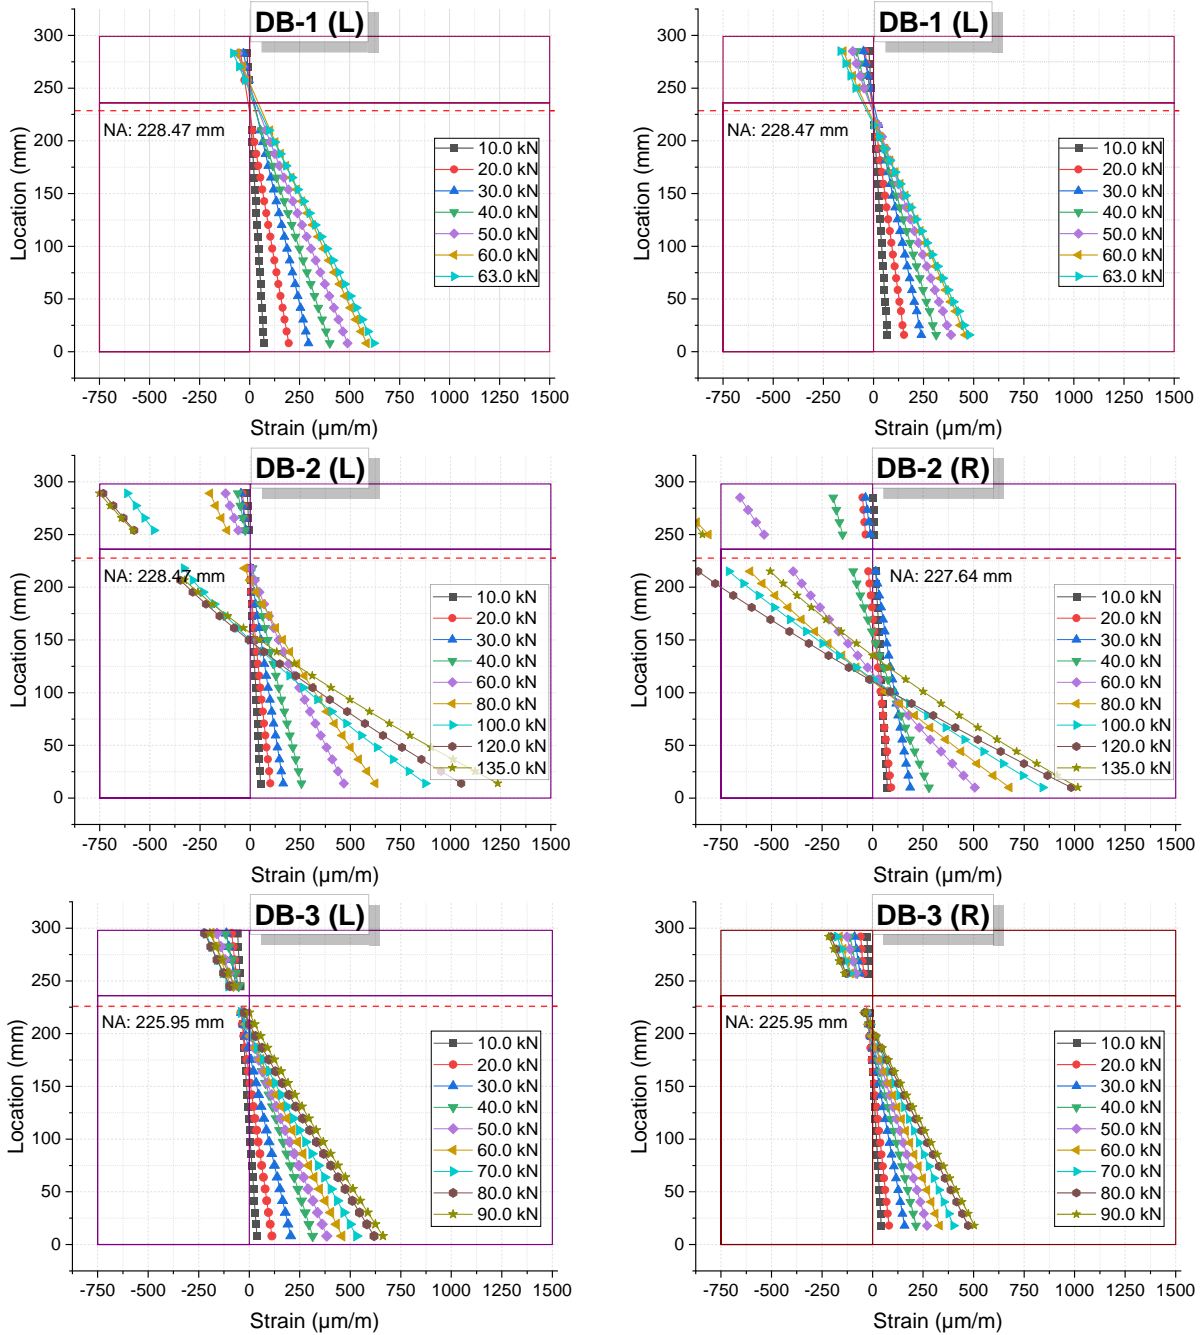 DB-1 (L)
300
250
200
150
100
50
0
Location (mm)
NA: 228.47 mm
10.0 kN
20.0 kN
30.0 kN
40.0 kN
50.0 kN
60.0 kN
63.0 kN
-750 -500 -250 0 250 500 750 1000 1250 1500
Strain (µm/m)
DB-1 (L)
300
250
200
150
100
50
0
Location (mm)
NA: 228.47 mm
10.0 kN
20.0 kN
30.0 kN
40.0 kN
50.0 kN
60.0 kN
63.0 kN
-750 -500 -250 0 250 500 750 1000 1250 1500
Strain (µm/m)
DB-2 (L)
300
250
200
150
100
50
0
Location (mm)
NA: 228.47 mm
10.0 kN
20.0 kN
30.0 kN
40.0 kN
60.0 kN
80.0 kN
100.0 kN
120.0 kN
135.0 kN
-750 -500 -250 0 250 500 750 1000 1250 1500
Strain (µm/m)
DB-2 (R)
300
250
200
150
100
50
0
Location (mm)
NA: 227.64 mm
10.0 kN
20.0 kN
30.0 kN
40.0 kN
60.0 kN
80.0 kN
100.0 kN
120.0 kN
135.0 kN
-750 -500 -250 0 250 500 750 1000 1250 1500
Strain (µm/m)
DB-3 (L)
300
250
200
150
100
50
0
Location (mm)
NA: 225.95 mm
10.0 kN
20.0 kN
30.0 kN
40.0 kN
50.0 kN
60.0 kN
70.0 kN
80.0 kN
90.0 kN
-750 -500 -250 0 250 500 750 1000 1250 1500
Strain (µm/m)
DB-3 (R)
300
250
200
150
100
50
0
Location (mm)
NA: 225.95 mm
10.0 kN
20.0 kN
30.0 kN
40.0 kN
50.0 kN
60.0 kN
70.0 kN
80.0 kN
90.0 kN
-750 -500 -250 0 250 500 750 1000 1250 1500
Strain (µm/m)